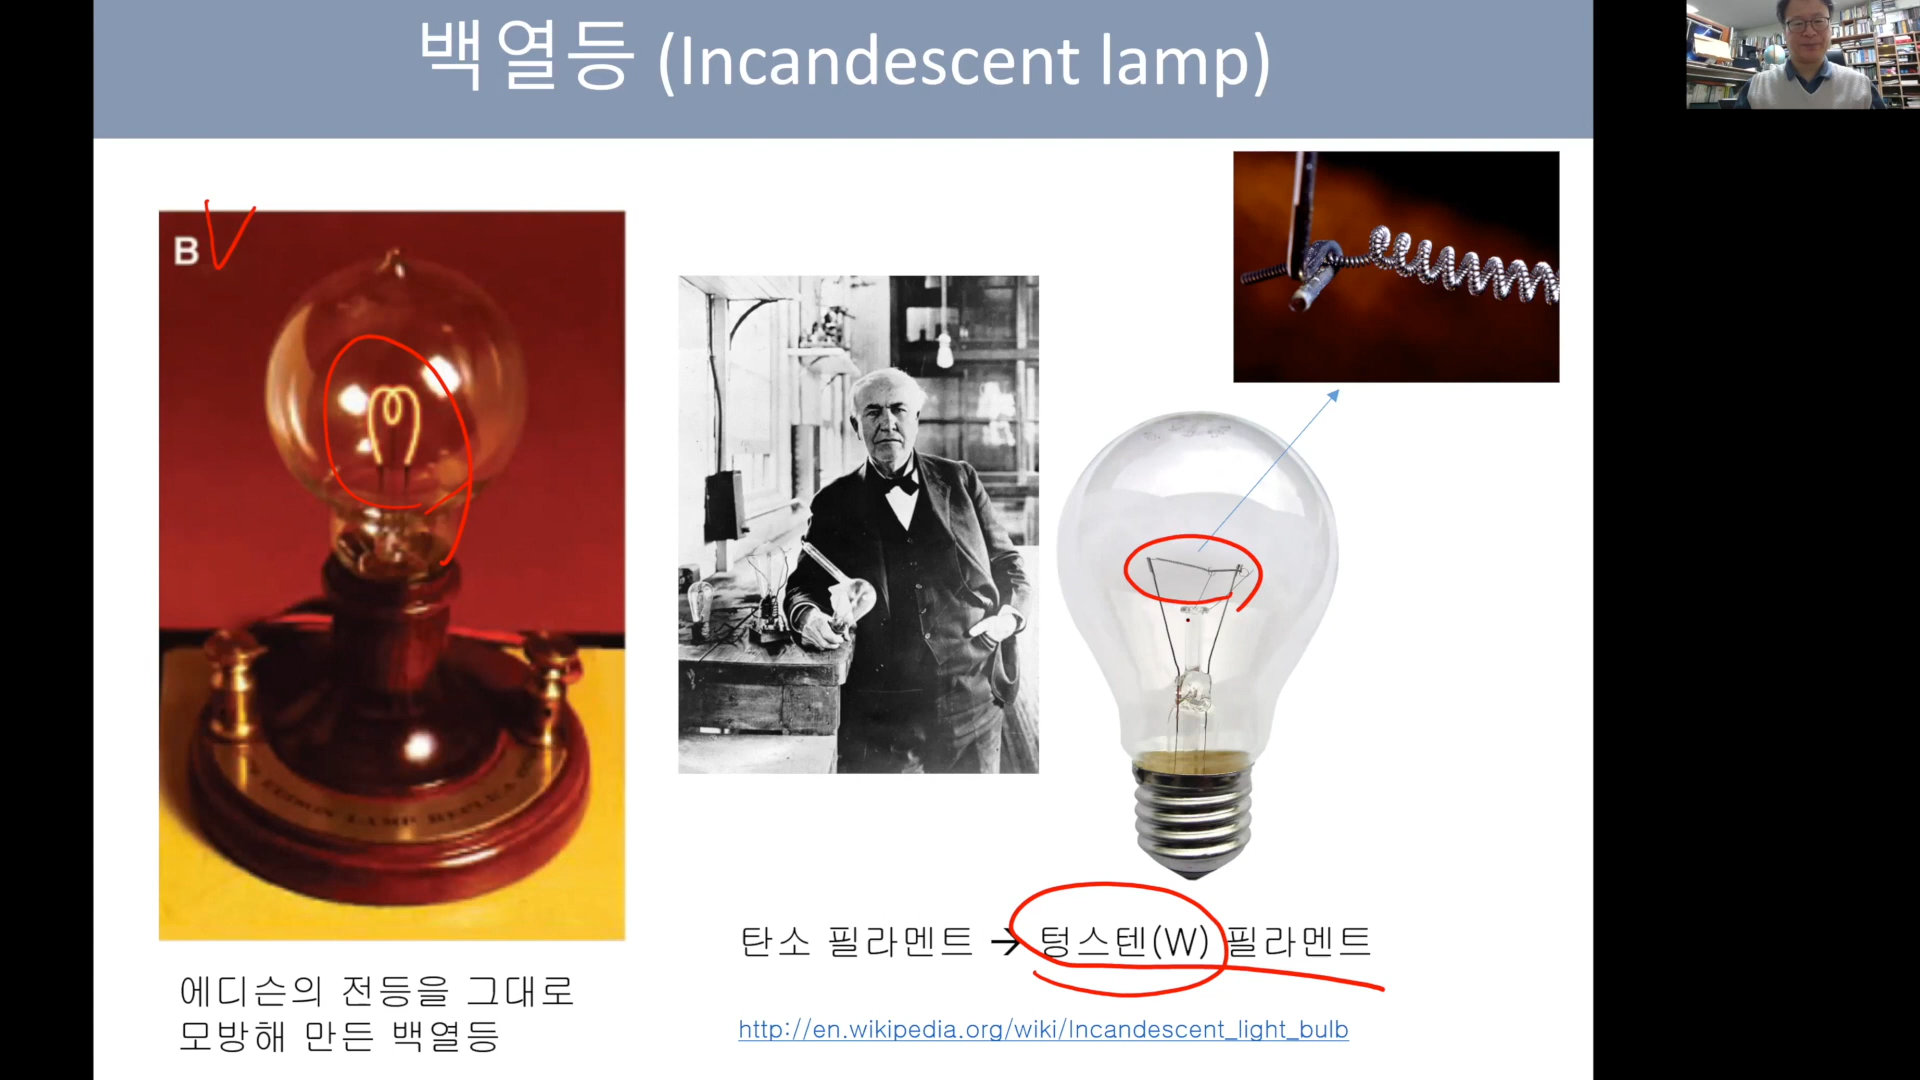 백열등 (Incandescent lamp)
B
에디슨의 전등을 그대로
모방해 만든 백열등
탄소 필라멘트 → 텅스텐(W) 필라멘트
http://en.wikipedia.org/wiki/Incandescent_light_bulb